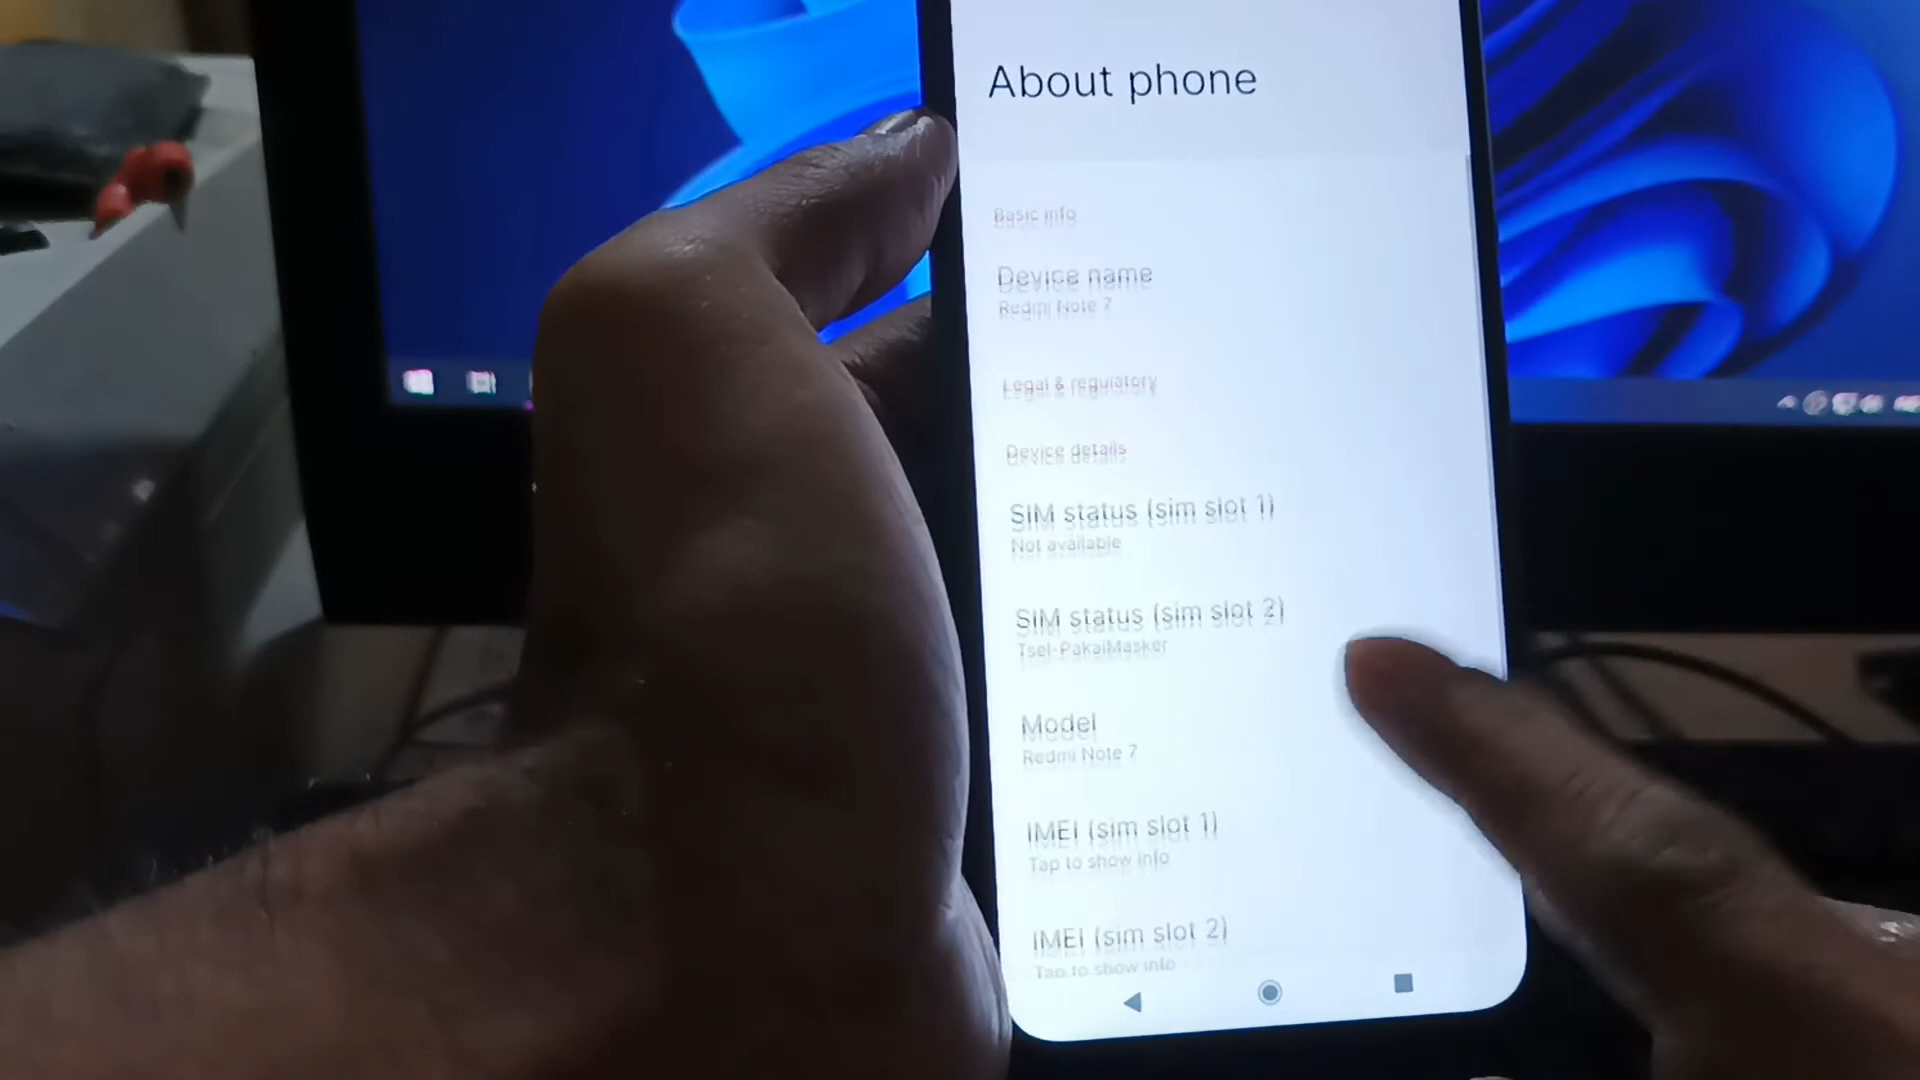 About phone
Basic info
Device name
Redmi Note 7
Legal & regulatory
Device details
SIM status (sim slot 1)
Not available
SIM status (sim slot 2)
Tsel-PakaiMasker
Model
Redmi Note 7
IMEI (sim slot 1)
Tap to show info
IMEI (sim slot 2)
Tap to show info